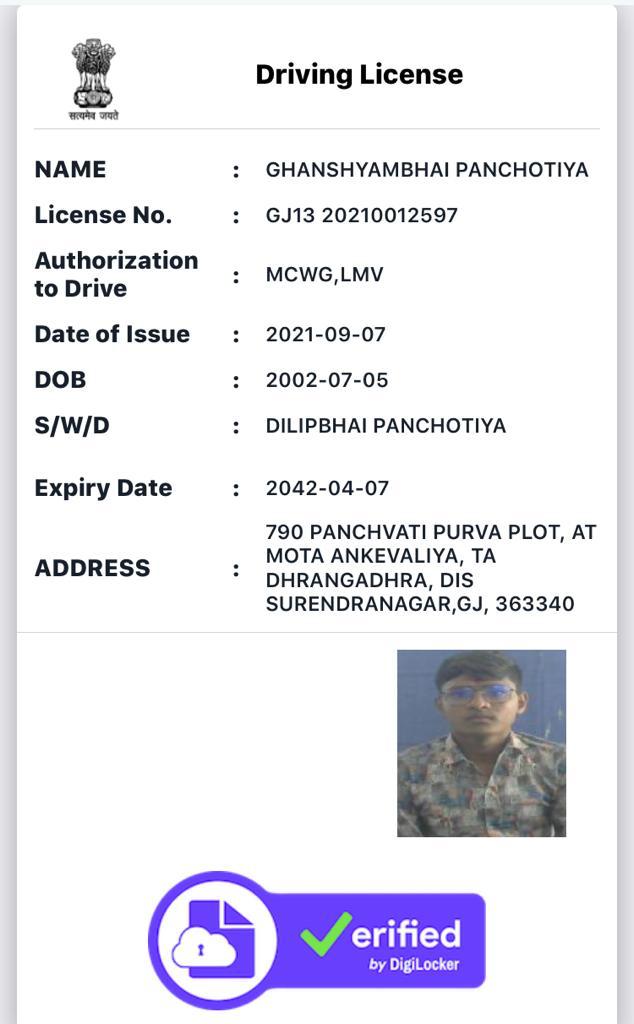 सत्यमेव जयते
Driving License
NAME : GHANSHYAMBHAI PANCHOTIYA
License No. : GJ13 20210012597
Authorization
to Drive : MCWG,LMV
Date of Issue : 2021-09-07
DOB : 2002-07-05
S/W/D : DILIPBHAI PANCHOTIYA
Expiry Date : 2042-04-07
ADDRESS : 790 PANCHVATI PURVA PLOT, AT
MOTA ANKEVALIYA, TA
DHRANGADHRA, DIS
SURENDRANAGAR,GJ, 363340
Verified
by DigiLocker